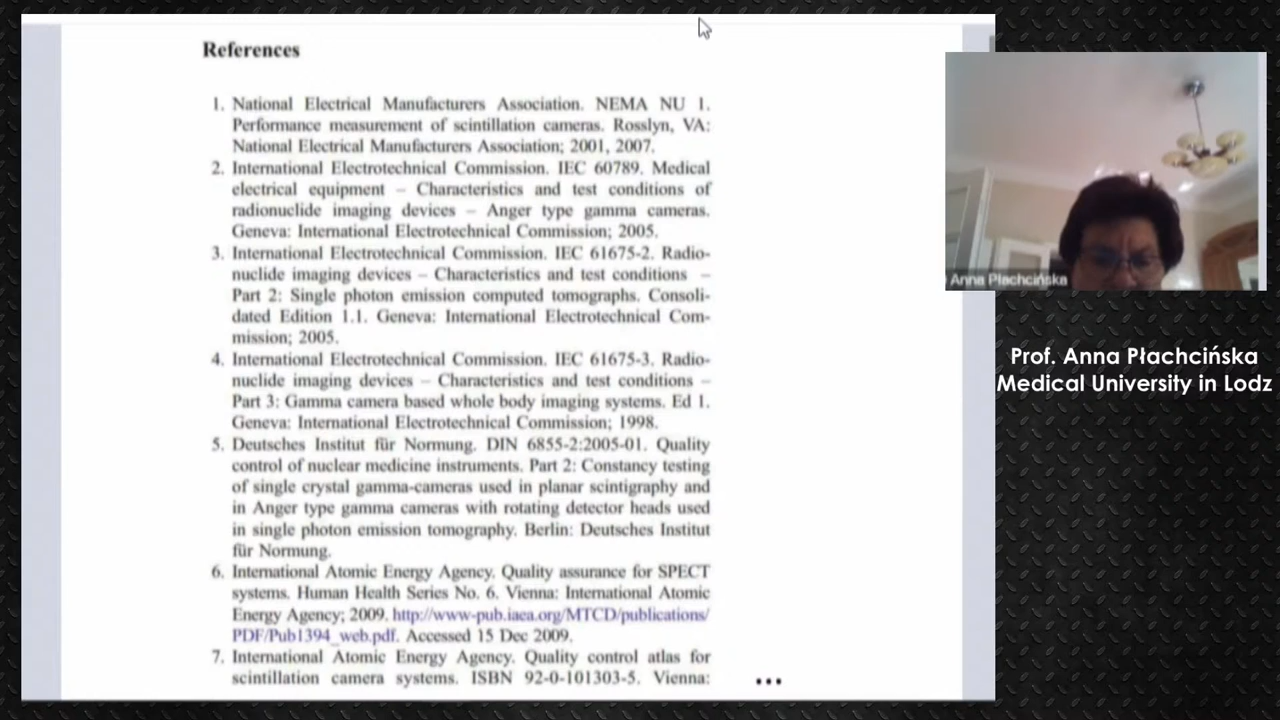 References
1. National Electrical Manufacturers Association. NEMA NU 1.
Performance measurement of scintillation cameras. Rosslyn, VA:
National Electrical Manufacturers Association; 2001, 2007.
2. International Electrotechnical Commission. IEC 60789. Medical
electrical equipment – Characteristics and test conditions of
radionuclide imaging devices – Anger type gamma cameras.
Geneva: International Electrotechnical Commission; 2005.
3. International Electrotechnical Commission. IEC 61675-2. Radio-
nuclide imaging devices – Characteristics and test conditions –
Part 2: Single photon emission computed tomographs. Consoli-
dated Edition 1.1. Geneva: International Electrotechnical Com-
mission; 2005.
4. International Electrotechnical Commission. IEC 61675-3. Radio-
nuclide imaging devices – Characteristics and test conditions –
Part 3: Gamma camera based whole body imaging systems. Ed 1.
Geneva: International Electrotechnical Commission; 1998.
5. Deutsches Institut für Normung. DIN 6855-2:2005-01. Quality
control of nuclear medicine instruments. Part 2: Constancy testing
of single crystal gamma-cameras used in planar scintigraphy and
in Anger type gamma cameras with rotating detector heads used
in single photon emission tomography. Berlin: Deutsches Institut
für Normung.
6. International Atomic Energy Agency. Quality assurance for SPECT
systems. Human Health Series No. 6. Vienna: International Atomic
Energy Agency; 2009. http://www-pub.iaea.org/MTCD/publications/
PDF/Pub1394_web.pdf. Accessed 15 Dec 2009.
7. International Atomic Energy Agency. Quality control atlas for
scintillation camera systems. ISBN 92-0-101303-5. Vienna:
...
Anna Płachcińska
Prof. Anna Płachcińska
Medical University in Lodz